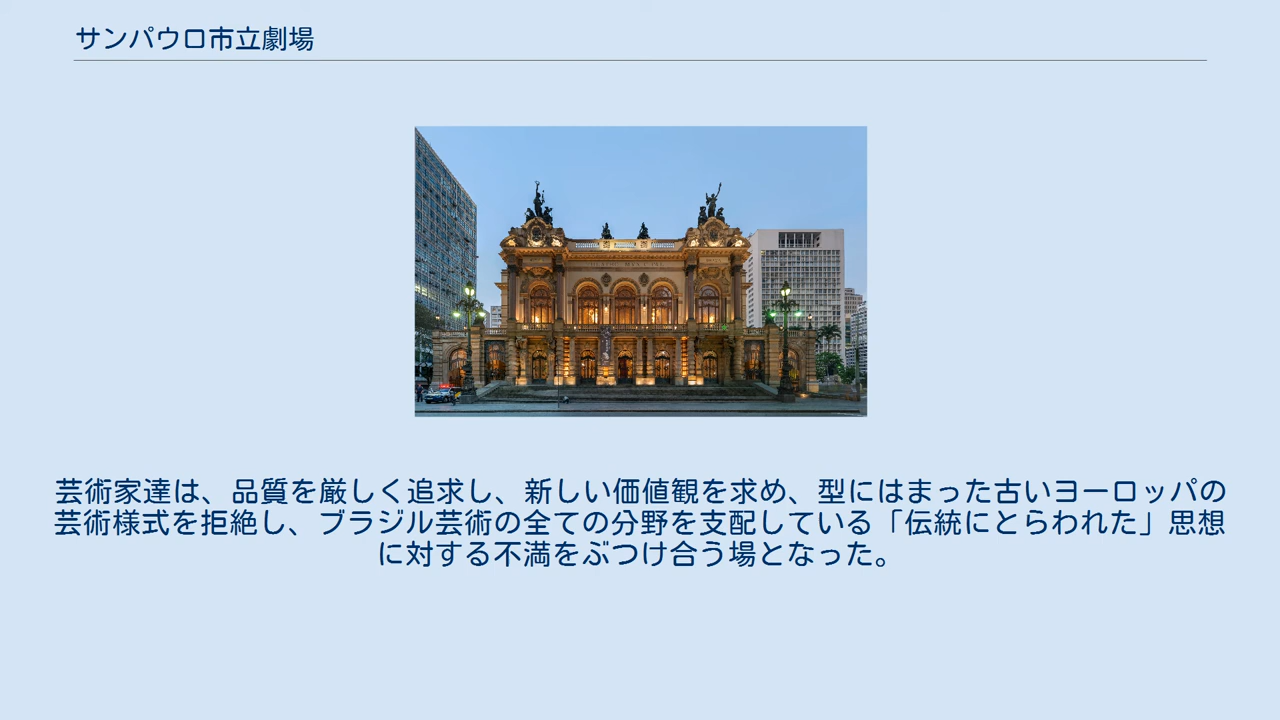 サンパウロ市立劇場
芸術家達は、品質を厳しく追求し、新しい価値観を求め、型にはまった古いヨーロッパの
芸術様式を拒絶し、ブラジル芸術の全ての分野を支配している「伝統にとらわれた」思想
に対する不満をぶつけ合う場となった。